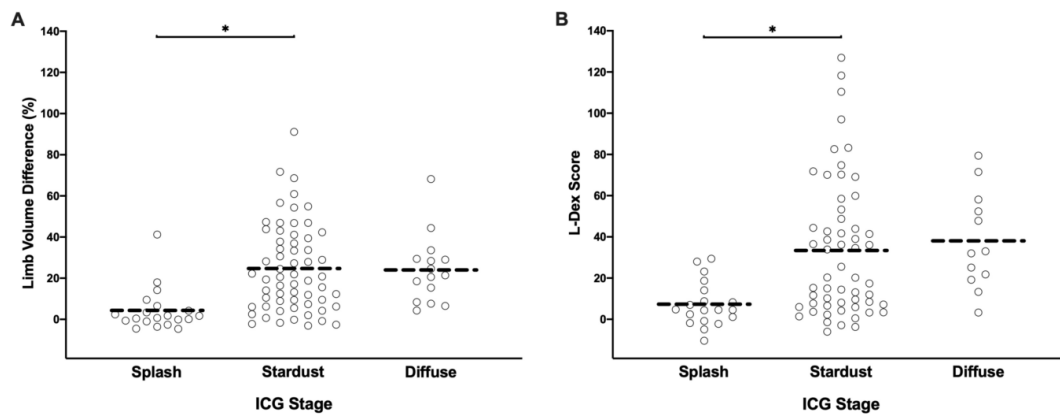 A
*
Limb Volume Difference (%)
140
120
100
80
60
40
20
0
Splash Stardust Diffuse
ICG Stage
B
*
L-Dex Score
140
120
100
80
60
40
20
0
Splash Stardust Diffuse
ICG Stage